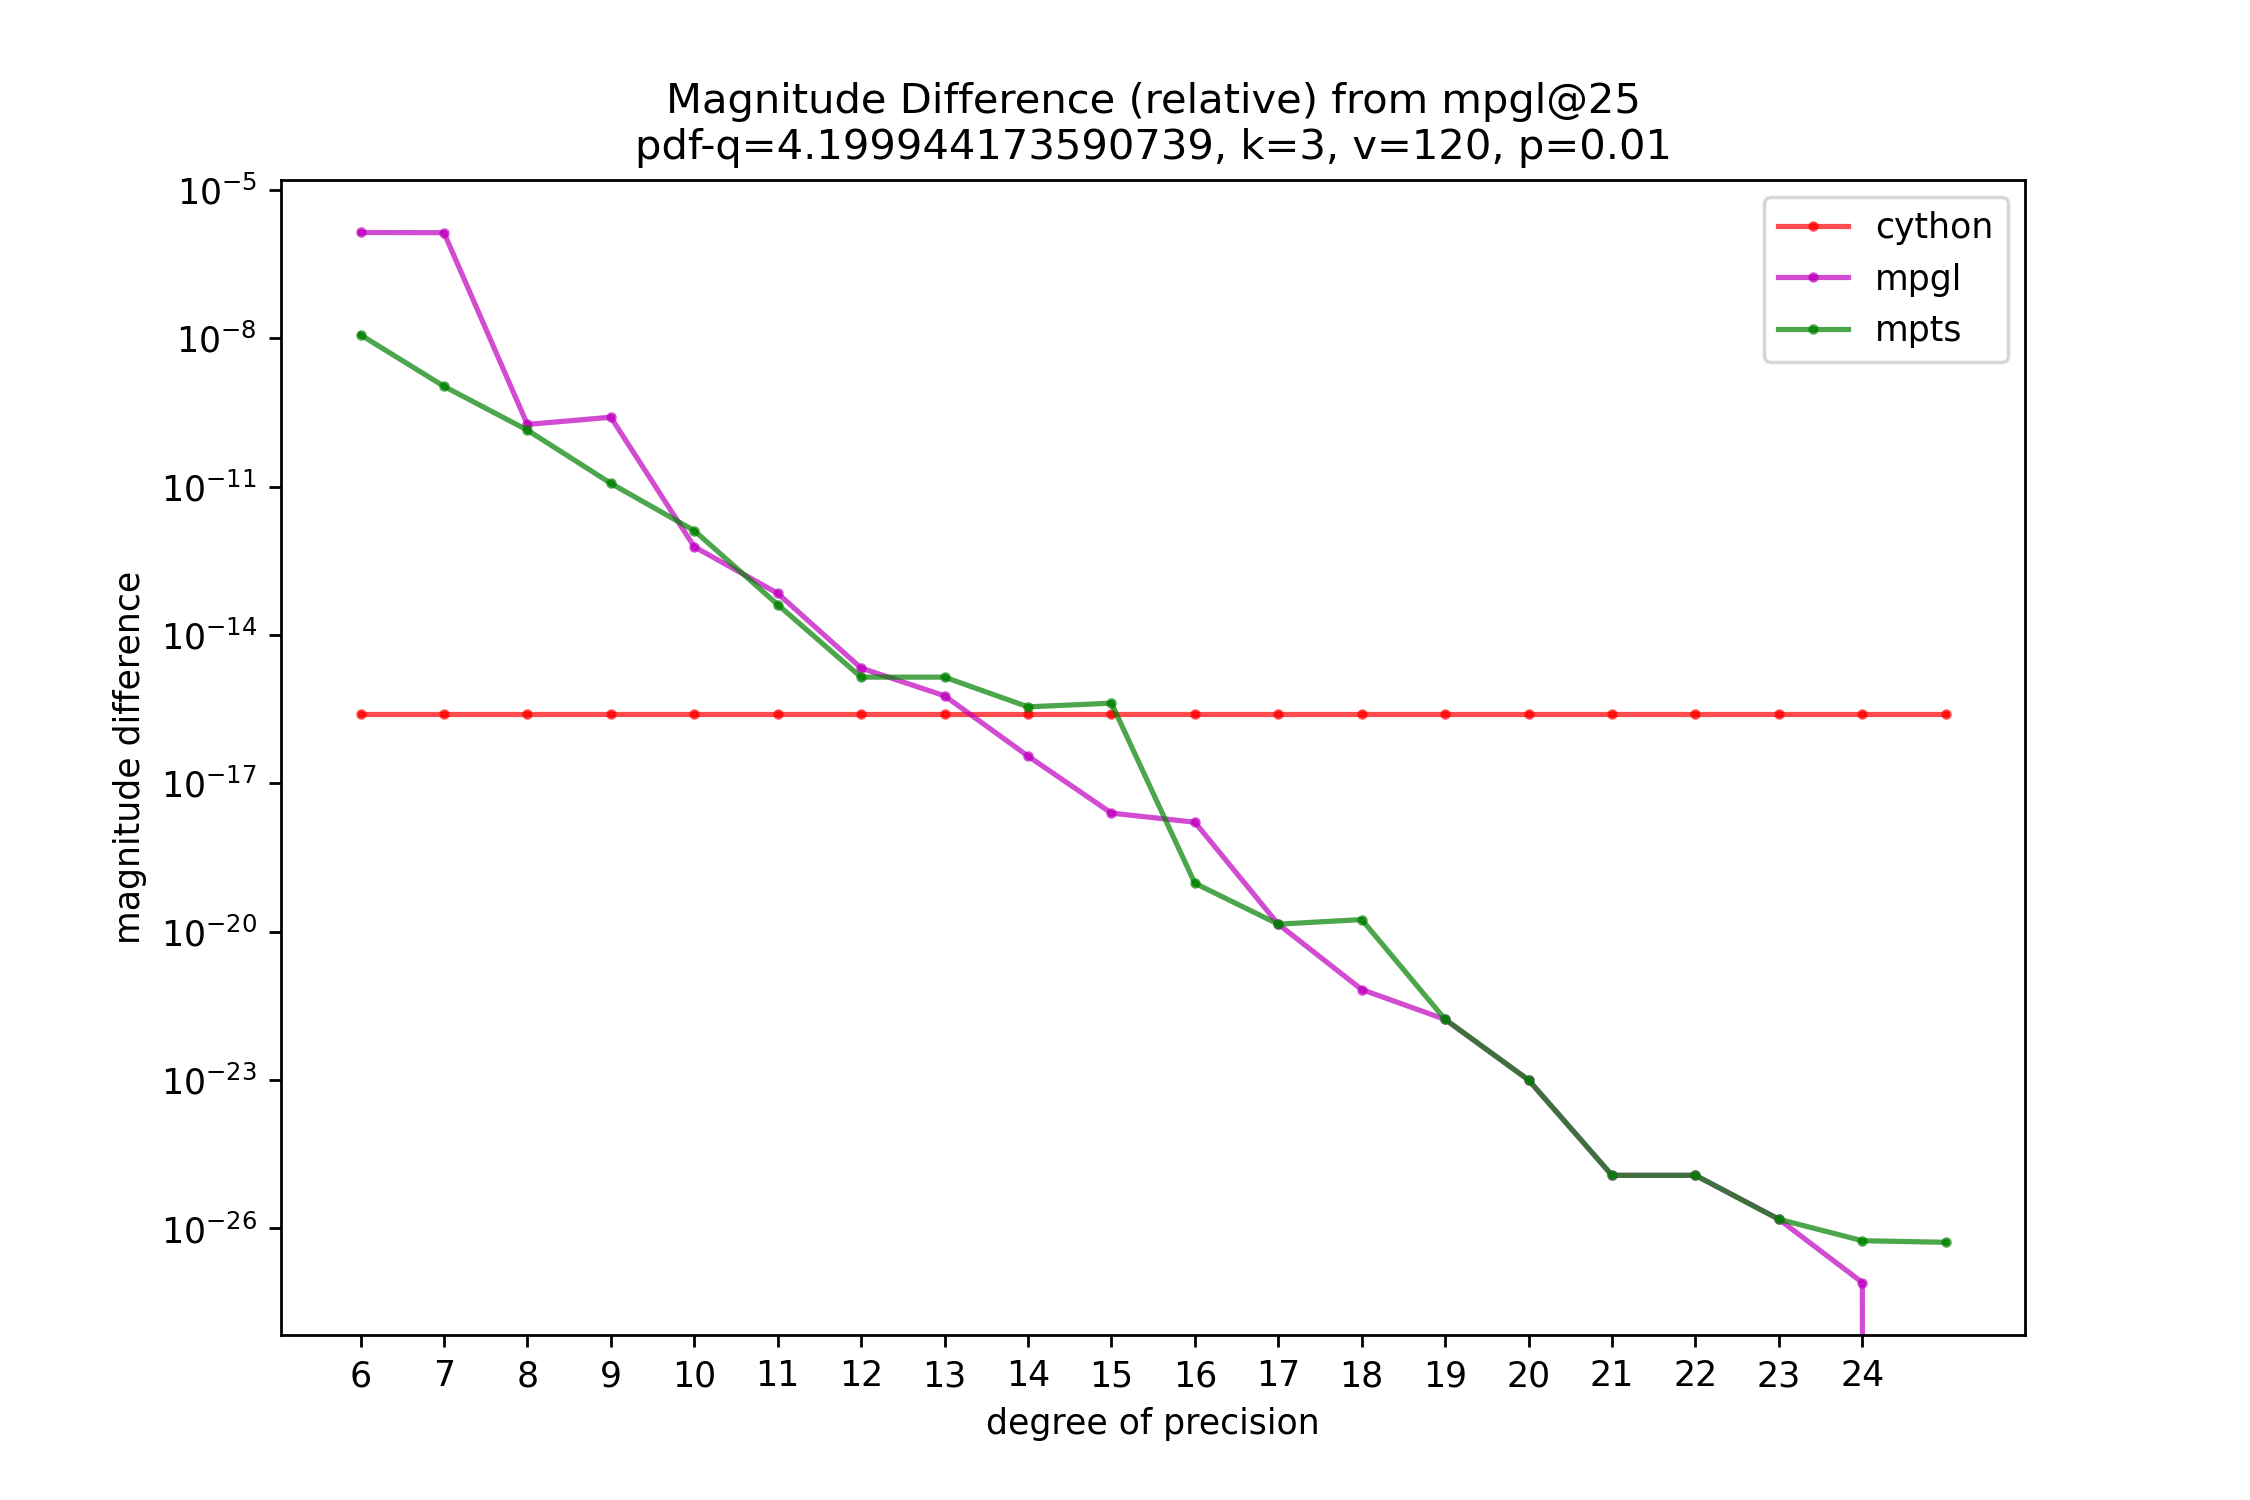 Magnitude Difference (relative) from mpgl@25
pdf-q=4.199944173590739, k=3, v=120, p=0.01
10⁻⁵
10⁻⁸
10⁻¹¹
10⁻¹⁴
10⁻¹⁷
10⁻²⁰
10⁻²³
10⁻²⁶
magnitude difference
cython
mpgl
mpts
6 7 8 9 10 11 12 13 14 15 16 17 18 19 20 21 22 23 24
degree of precision